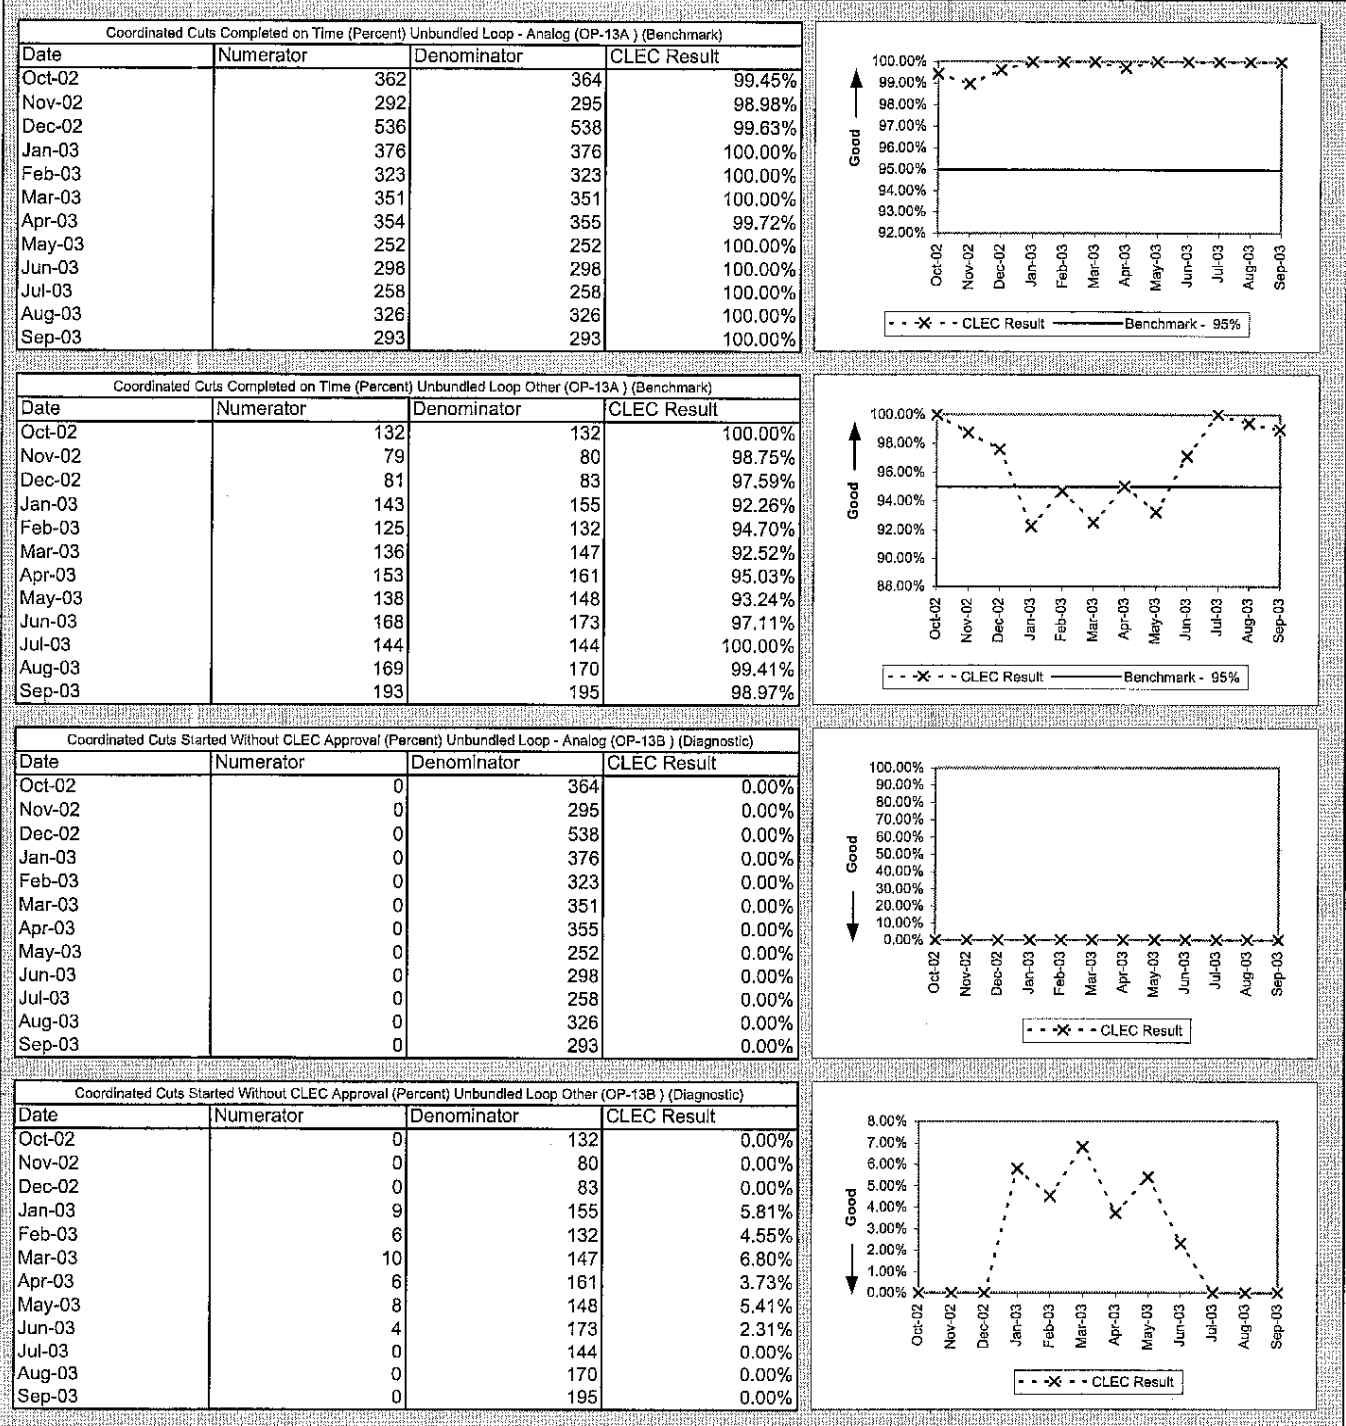 Coordinated Cuts Completed on Time (Percent) Unbundled Loop - Analog (OP-13A ) (Benchmark)
Date Numerator Denominator CLEC Result
Oct-02 362 364 99.45%
Nov-02 292 295 98.98%
Dec-02 536 538 99.63%
Jan-03 376 376 100.00%
Feb-03 323 323 100.00%
Mar-03 351 351 100.00%
Apr-03 354 355 99.72%
May-03 252 252 100.00%
Jun-03 298 298 100.00%
Jul-03 258 258 100.00%
Aug-03 326 326 100.00%
Sep-03 293 293 100.00%
Good
100.00%
99.00%
98.00%
97.00%
96.00%
95.00%
94.00%
93.00%
92.00%
Oct-02 Nov-02 Dec-02 Jan-03 Feb-03 Mar-03 Apr-03 May-03 Jun-03 Jul-03 Aug-03 Sep-03
CLEC Result Benchmark - 95%
Coordinated Cuts Completed on Time (Percent) Unbundled Loop Other (OP-13A ) (Benchmark)
Date Numerator Denominator CLEC Result
Oct-02 132 132 100.00%
Nov-02 79 80 98.75%
Dec-02 81 83 97.59%
Jan-03 143 155 92.26%
Feb-03 125 132 94.70%
Mar-03 136 147 92.52%
Apr-03 153 161 95.03%
May-03 138 148 93.24%
Jun-03 168 173 97.11%
Jul-03 144 144 100.00%
Aug-03 169 170 99.41%
Sep-03 193 195 98.97%
Good
100.00%
98.00%
96.00%
94.00%
92.00%
90.00%
88.00%
Oct-02 Nov-02 Dec-02 Jan-03 Feb-03 Mar-03 Apr-03 May-03 Jun-03 Jul-03 Aug-03 Sep-03
CLEC Result Benchmark - 95%
Coordinated Cuts Started Without CLEC Approval (Percent) Unbundled Loop - Analog (OP-13B ) (Diagnostic)
Date Numerator Denominator CLEC Result
Oct-02 0 364 0.00%
Nov-02 0 295 0.00%
Dec-02 0 538 0.00%
Jan-03 0 376 0.00%
Feb-03 0 323 0.00%
Mar-03 0 351 0.00%
Apr-03 0 355 0.00%
May-03 0 252 0.00%
Jun-03 0 298 0.00%
Jul-03 0 258 0.00%
Aug-03 0 326 0.00%
Sep-03 0 293 0.00%
Good
100.00%
90.00%
80.00%
70.00%
60.00%
50.00%
40.00%
30.00%
20.00%
10.00%
0.00%
Oct-02 Nov-02 Dec-02 Jan-03 Feb-03 Mar-03 Apr-03 May-03 Jun-03 Jul-03 Aug-03 Sep-03
CLEC Result
Coordinated Cuts Started Without CLEC Approval (Percent) Unbundled Loop Other (OP-13B ) (Diagnostic)
Date Numerator Denominator CLEC Result
Oct-02 0 132 0.00%
Nov-02 0 80 0.00%
Dec-02 0 83 0.00%
Jan-03 9 155 5.81%
Feb-03 6 132 4.55%
Mar-03 10 147 6.80%
Apr-03 6 161 3.73%
May-03 8 148 5.41%
Jun-03 4 173 2.31%
Jul-03 0 144 0.00%
Aug-03 0 170 0.00%
Sep-03 0 195 0.00%
Good
8.00%
7.00%
6.00%
5.00%
4.00%
3.00%
2.00%
1.00%
0.00%
Oct-02 Nov-02 Dec-02 Jan-03 Feb-03 Mar-03 Apr-03 May-03 Jun-03 Jul-03 Aug-03 Sep-03
CLEC Result